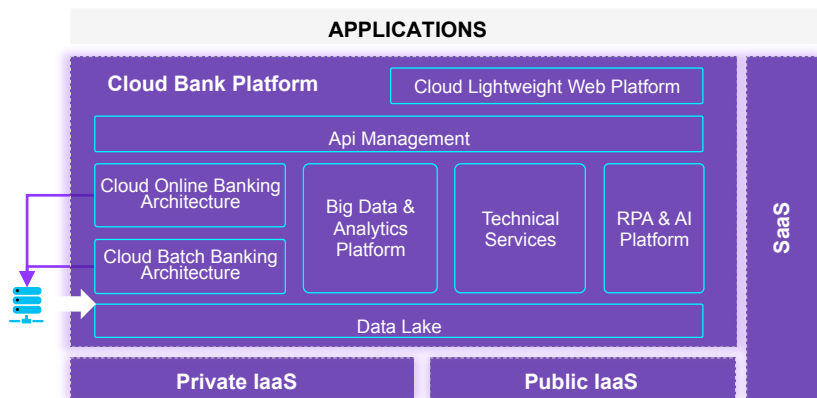 APPLICATIONS
Cloud Bank Platform
Cloud Lightweight Web Platform
Api Management
Cloud Online Banking
Architecture
Cloud Batch Banking
Architecture
Big Data &
Analytics
Platform
Technical
Services
RPA & AI
Platform
Data Lake
SaaS
Private IaaS
Public IaaS